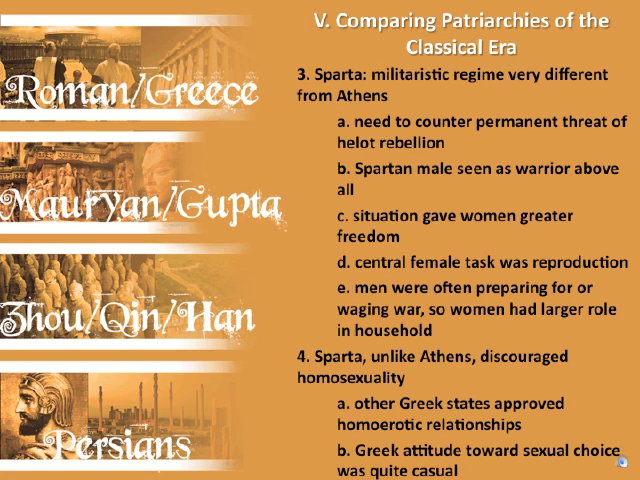 Roman/Greece
Mauryan/Gupta
Zhou/Qin/Han
Persians
V. Comparing Patriarchies of the
Classical Era
3. Sparta: militaristic regime very different
from Athens
a. need to counter permanent threat of
helot rebellion
b. Spartan male seen as warrior above
all
c. situation gave women greater
freedom
d. central female task was reproduction
e. men were often preparing for or
waging war, so women had larger role
in household
4. Sparta, unlike Athens, discouraged
homosexuality
a. other Greek states approved
homoerotic relationships
b. Greek attitude toward sexual choice
was quite casual